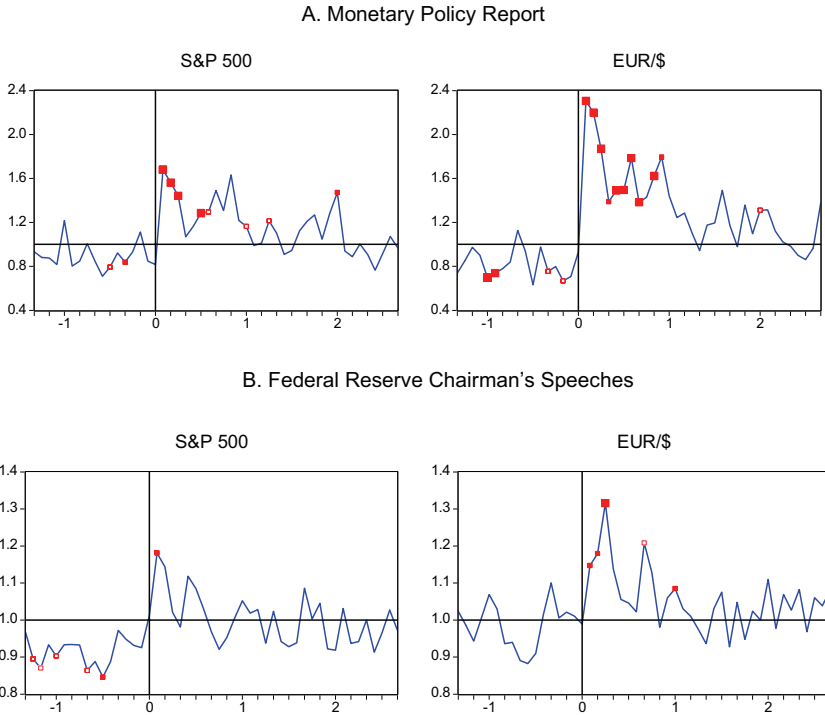 A. Monetary Policy Report
S&P 500 EUR/$
2.4 2.4
2.0 2.0
1.6 1.6
1.2 1.2
0.8 0.8
0.4 0.4
-1 0 1 2 -1 0 1 2
B. Federal Reserve Chairman's Speeches
S&P 500 EUR/$
1.4 1.4
1.3 1.3
1.2 1.2
1.1 1.1
1.0 1.0
0.9 0.9
0.8 0.8
-1 0 1 2 -1 0 1 2